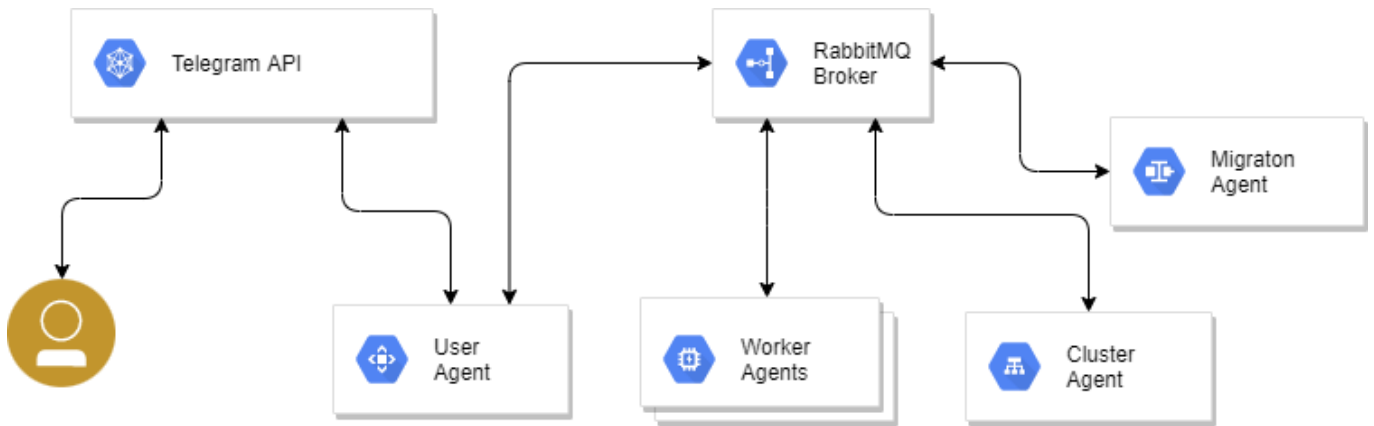 Telegram API
RabbitMQ
Broker
Migraton
Agent
User
Agent
Worker
Agents
Cluster
Agent